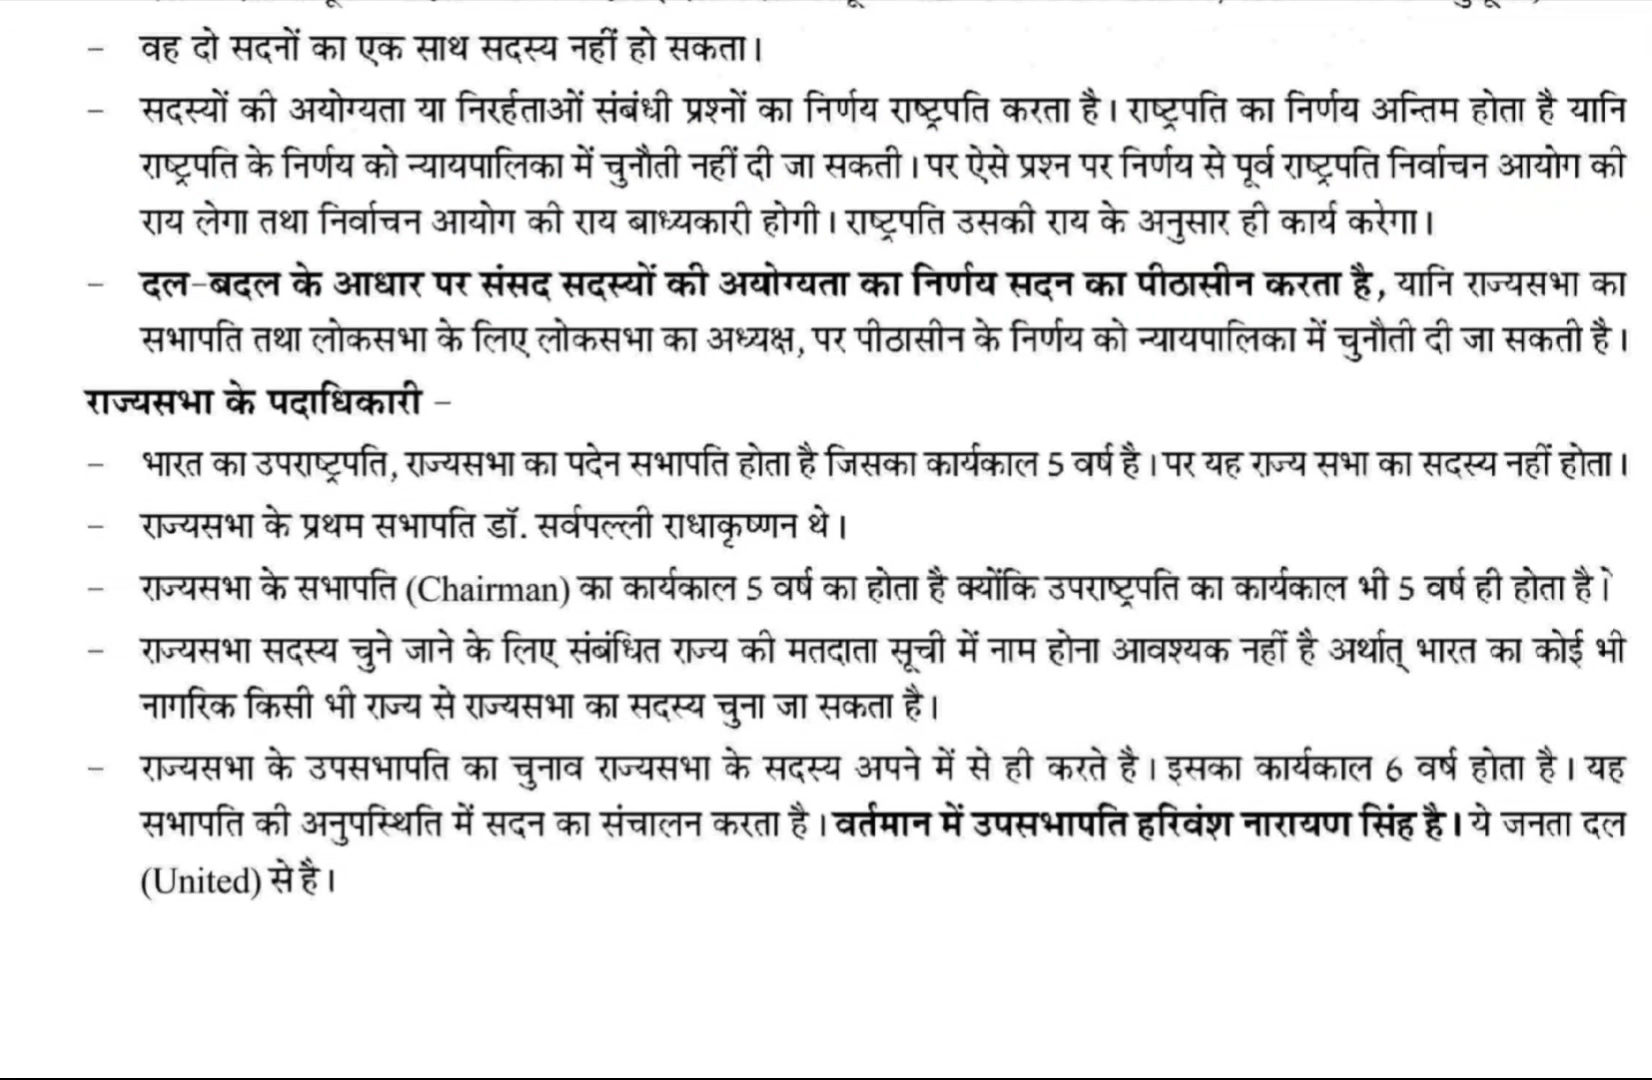 – वह दो सदनों का एक साथ सदस्य नहीं हो सकता।
– सदस्यों की अयोग्यता या निरर्हताओं संबंधी प्रश्नों का निर्णय राष्ट्रपति करता है। राष्ट्रपति का निर्णय अन्तिम होता है यानि
राष्ट्रपति के निर्णय को न्यायपालिका में चुनौती नहीं दी जा सकती। पर ऐसे प्रश्न पर निर्णय से पूर्व राष्ट्रपति निर्वाचन आयोग की
राय लेगा तथा निर्वाचन आयोग की राय बाध्यकारी होगी। राष्ट्रपति उसकी राय के अनुसार ही कार्य करेगा।
– दल-बदल के आधार पर संसद सदस्यों की अयोग्यता का निर्णय सदन का पीठासीन करता है, यानि राज्यसभा का
सभापति तथा लोकसभा के लिए लोकसभा का अध्यक्ष, पर पीठासीन के निर्णय को न्यायपालिका में चुनौती दी जा सकती है।
राज्यसभा के पदाधिकारी –
– भारत का उपराष्ट्रपति, राज्यसभा का पदेन सभापति होता है जिसका कार्यकाल 5 वर्ष है। पर यह राज्य सभा का सदस्य नहीं होता।
– राज्यसभा के प्रथम सभापति डॉ. सर्वपल्ली राधाकृष्णन थे।
– राज्यसभा के सभापति (Chairman) का कार्यकाल 5 वर्ष का होता है क्योंकि उपराष्ट्रपति का कार्यकाल भी 5 वर्ष ही होता है।
– राज्यसभा सदस्य चुने जाने के लिए संबंधित राज्य की मतदाता सूची में नाम होना आवश्यक नहीं है अर्थात् भारत का कोई भी
नागरिक किसी भी राज्य से राज्यसभा का सदस्य चुना जा सकता है।
– राज्यसभा के उपसभापति का चुनाव राज्यसभा के सदस्य अपने में से ही करते है। इसका कार्यकाल 6 वर्ष होता है। यह
सभापति की अनुपस्थिति में सदन का संचालन करता है। वर्तमान में उपसभापति हरिवंश नारायण सिंह है। ये जनता दल
(United) से है।